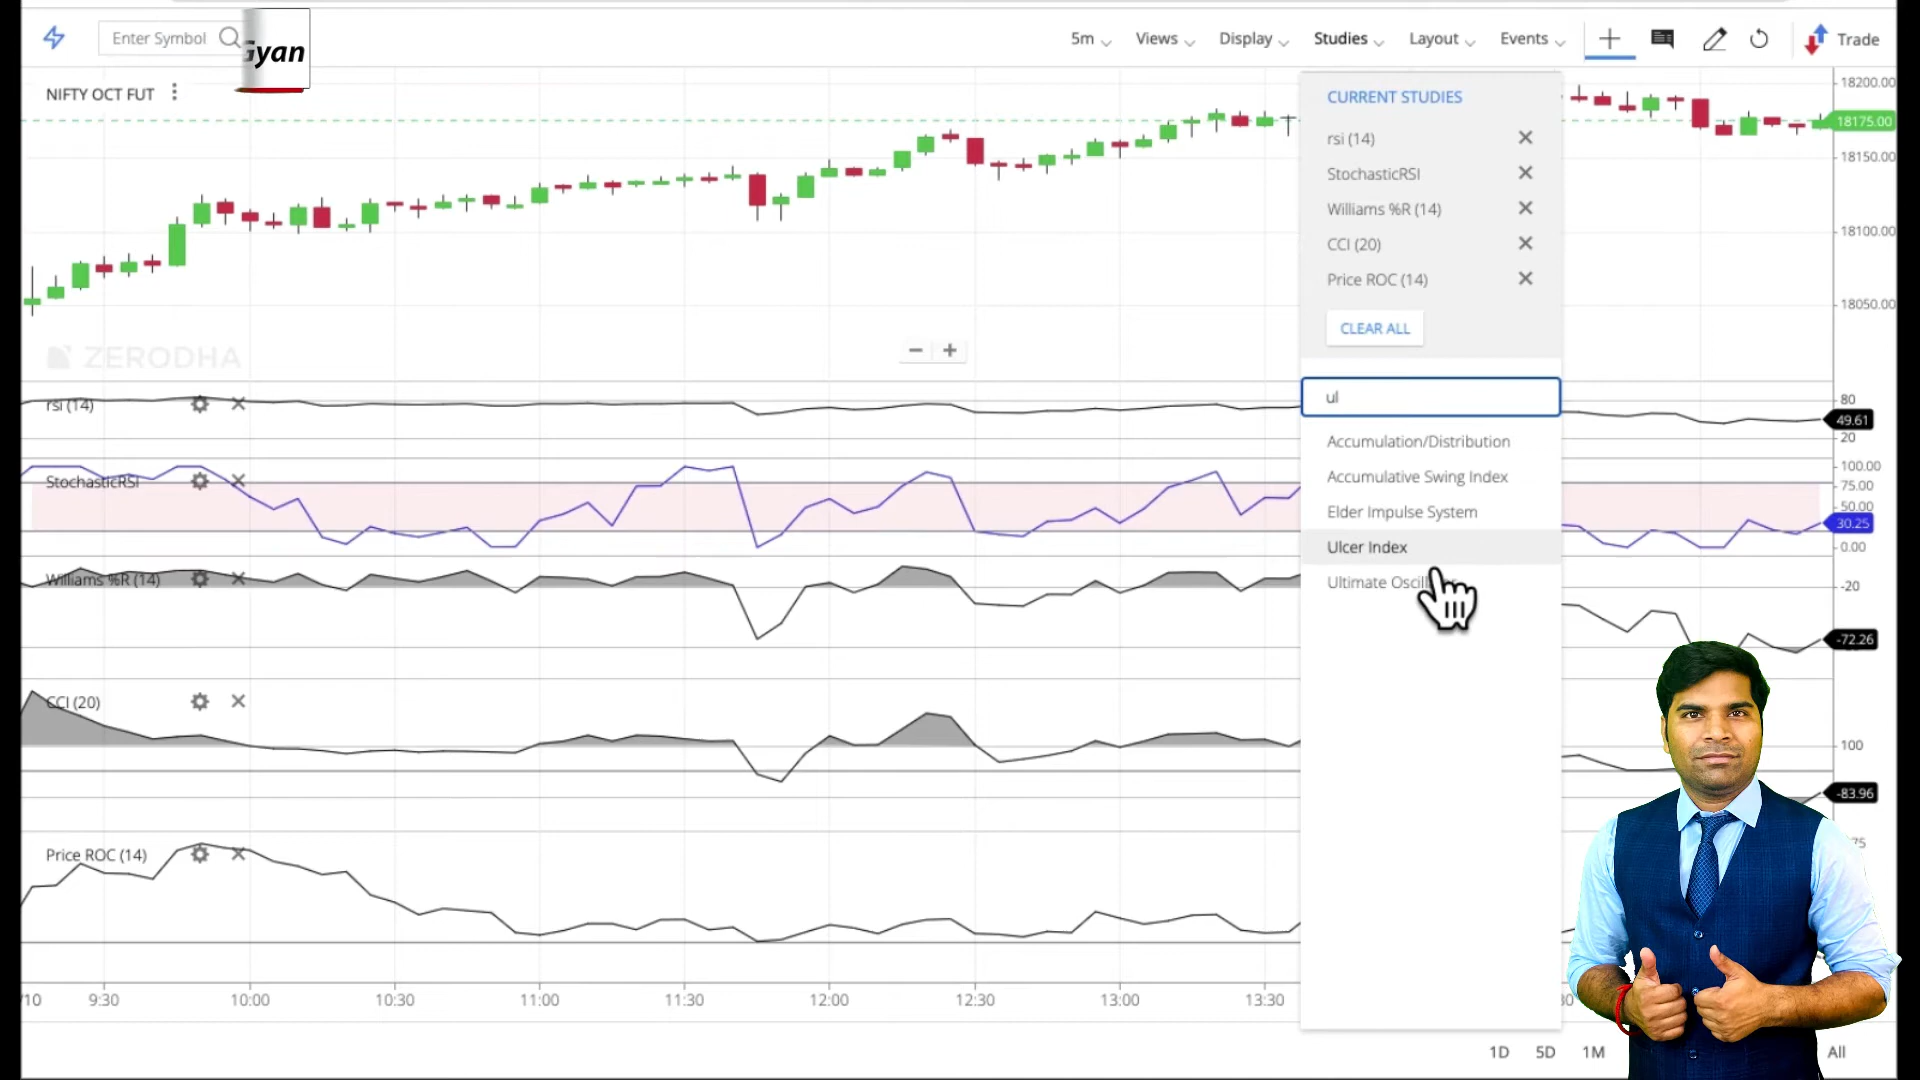 Enter Symbol
Gyan
5m
Views
Display
Studies
Layout
Events
Trade
NIFTY OCT FUT
CURRENT STUDIES
rsi (14)
StochasticRSI
Williams %R (14)
CCI (20)
Price ROC (14)
CLEAR ALL
ul
Accumulation/Distribution
Accumulative Swing Index
Elder Impulse System
Ulcer Index
Ultimate
18200.00
18175.00
18150.00
18100.00
18050.00
ZERODHA
rsi (14)
80
49.61
20
StochasticRSI
100.00
75.00
50.00
30.25
0.00
Williams %R (14)
-20
-72.26
CCI (20)
100
-83.96
Price ROC (14)
/10
9:30
10:00
10:30
11:00
11:30
12:00
12:30
13:00
13:30
1D
5D
1M
All